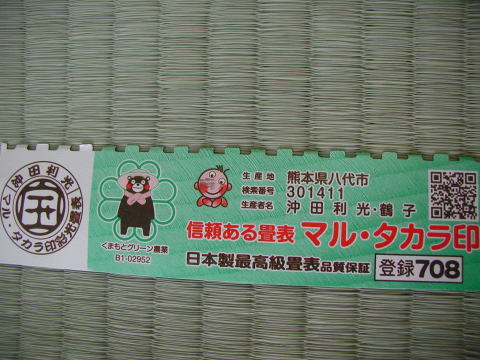 沖田利光
マル・タカラ印記光畳表
くまもとグリーン農業
B1-02952
生産地 熊本県八代市
検索番号 301411
生産者名 沖田利光・鶴子
信頼ある畳表 マル・タカラ印
日本製最高級畳表品質保証 登録708